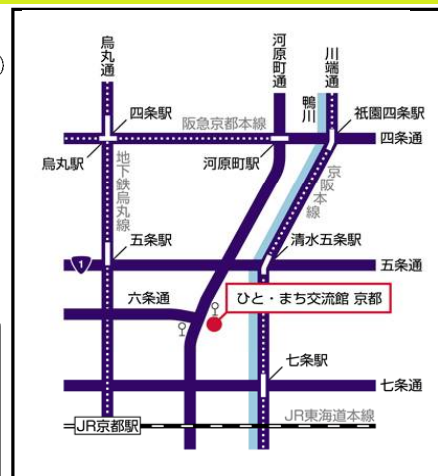 烏丸通
河原町通
川端通
鴨川
四条駅
阪急京都本線
祇園四条駅
四条通
烏丸駅
河原町駅
地下鉄烏丸線
京阪本線
五条駅
清水五条駅
1
五条通
六条通
ひと・まち交流館 京都
七条駅
七条通
JR東海道本線
JR京都駅